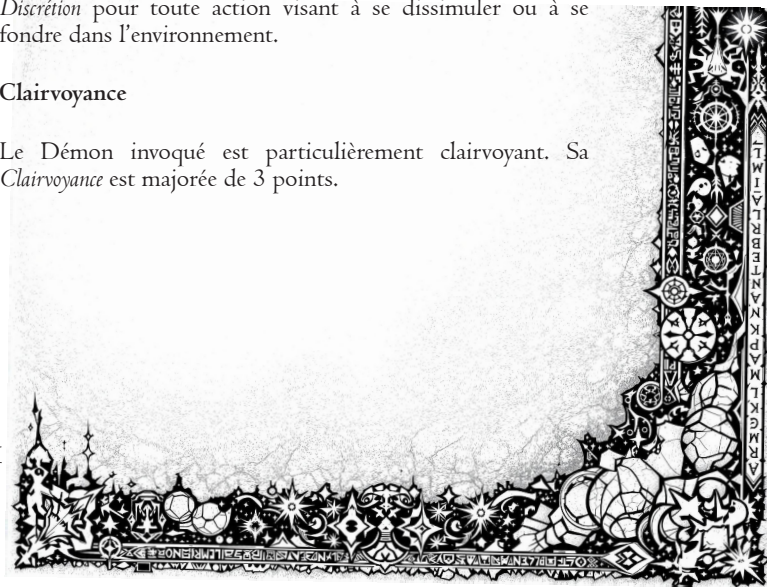 Discrétion pour toute action visant à se dissimuler ou à se
fondre dans l’environnement.
Clairvoyance
Le Démon invoqué est particulièrement clairvoyant. Sa
Clairvoyance est majorée de 3 points.